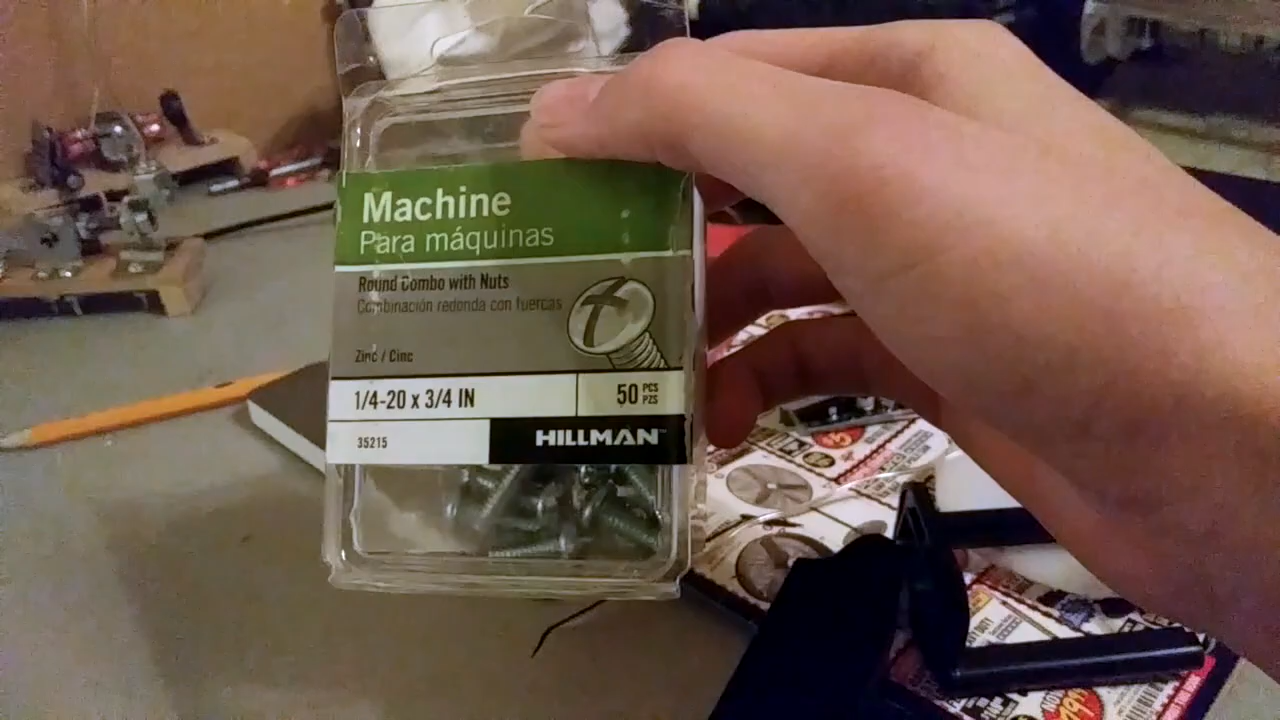 Machine
Para máquinas
Round Combo with Nuts
Combinación redonda con tuercas
Zinc / Cinc
1/4-20 x 3/4 IN
50 PCS
PZS
35215
HILLMAN™